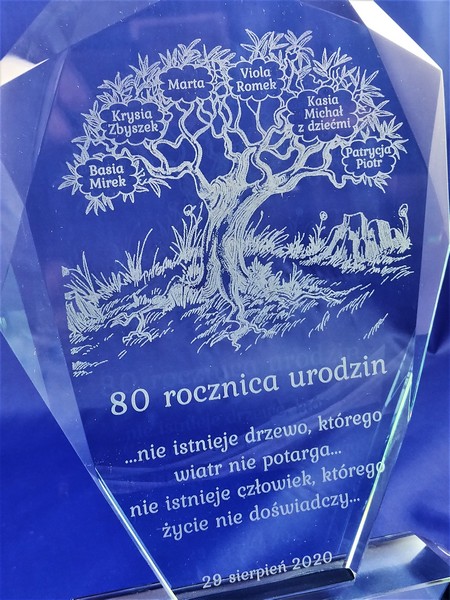 Basia
Mirek
Krysia
Zbyszek
Marta
Viola
Romek
Kasia
Michał
z dziećmi
Patrycja
Piotr
80 rocznica urodzin
...nie istnieje drzewo, którego
wiatr nie potarga...
nie istnieje człowiek, którego
życie nie doświadczy...
29 sierpień 2020